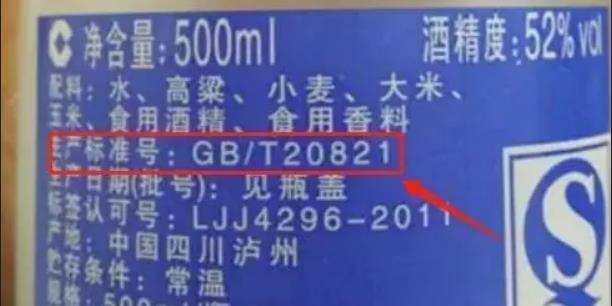 C 净含量:500ml 酒精度:52%vol
配料:水、高粱、小麦、大米、
玉米、食用酒精、食用香料
生产标准号:GB/T20821
生产日期(批号):见瓶盖
标签认可号:LJJ4296-2011
产地:中国四川泸州
贮存条件:常温
规格:500ml